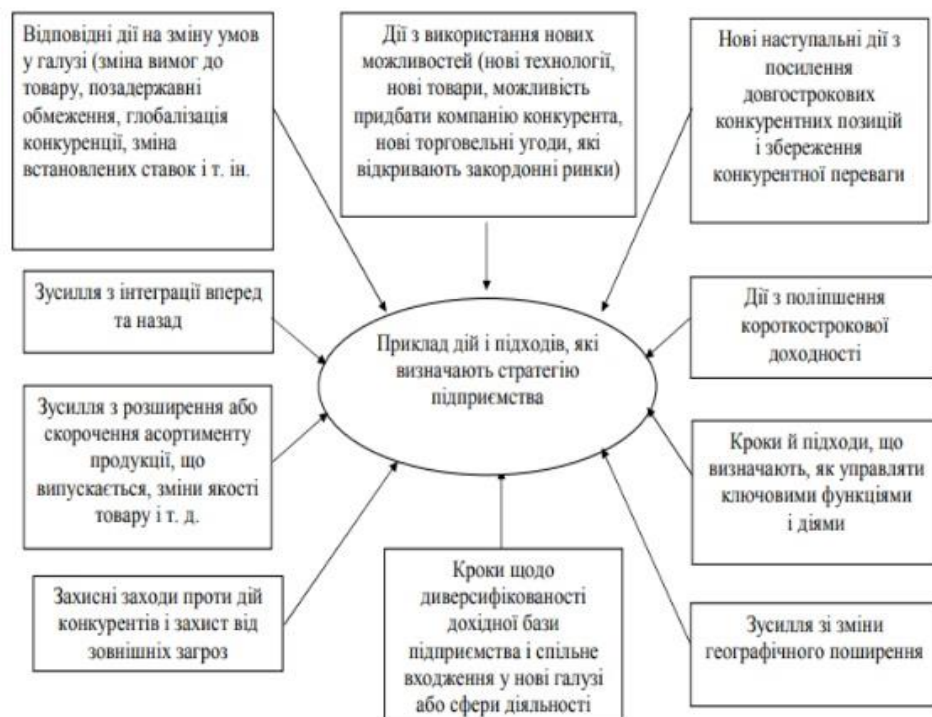 Відповідні дії на зміну умов
у галузі (зміна вимог до
товару, позадержавні
обмеження, глобалізація
конкуренції, зміна
встановлених ставок і т. ін.
Дії з використання нових
можливостей (нові технології,
нові товари, можливість
придбати компанію конкурента,
нові торговельні угоди, які
відкривають закордонні ринки)
Нові наступальні дії з
посилення
довгострокових
конкурентних позицій
і збереження
конкурентної переваги
Зусилля з інтеграції вперед
та назад
Приклад дій і підходів, які
визначають стратегію
підприємства
Дії з поліпшення
короткострокової
доходності
Зусилля з розширення або
скорочення асортименту
продукції, що
випускається, зміни якості
товару і т. д.
Кроки й підходи, що
визначають, як управляти
ключовими функціями
і діями
Захисні заходи проти дій
конкурентів і захист від
зовнішніх загроз
Кроки щодо
диверсифікованості
дохідної бази
підприємства і спільне
входження у нові галузі
або сфери діяльності
Зусилля зі зміни
географічного поширення